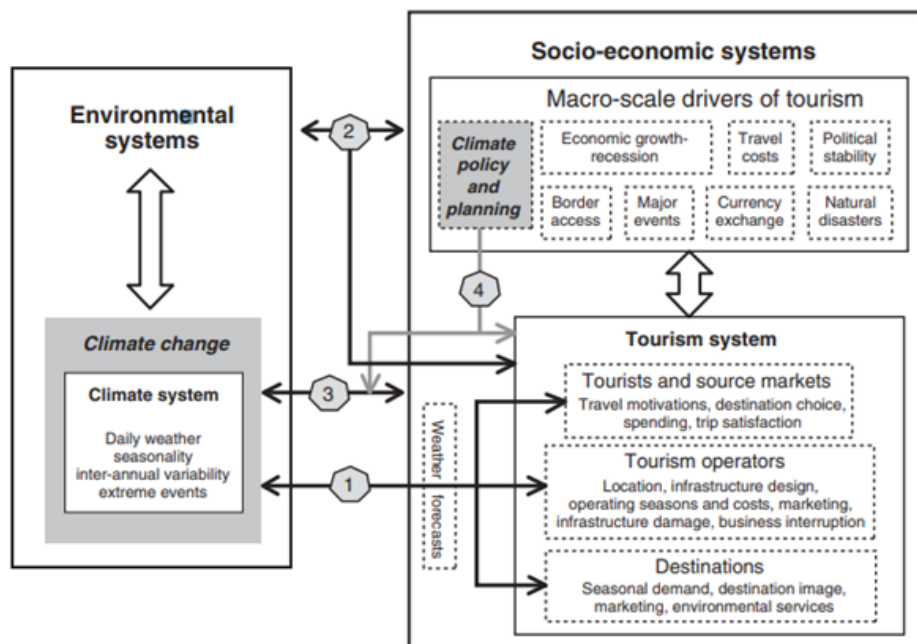 Socio-economic systems
Environmental
systems
Macro-scale drivers of tourism
Climate
policy
and
planning
Economic growth-
recession
Travel
costs
Political
stability
Border
access
Major
events
Currency
exchange
Natural
disasters
2
4
Climate change
Climate system
Daily weather
seasonality
inter-annual variability
extreme events
3
1
Weather forecasts
Tourism system
Tourists and source markets
Travel motivations, destination choice,
spending, trip satisfaction
Tourism operators
Location, infrastructure design,
operating seasons and costs, marketing,
infrastructure damage, business interruption
Destinations
Seasonal demand, destination image,
marketing, environmental services